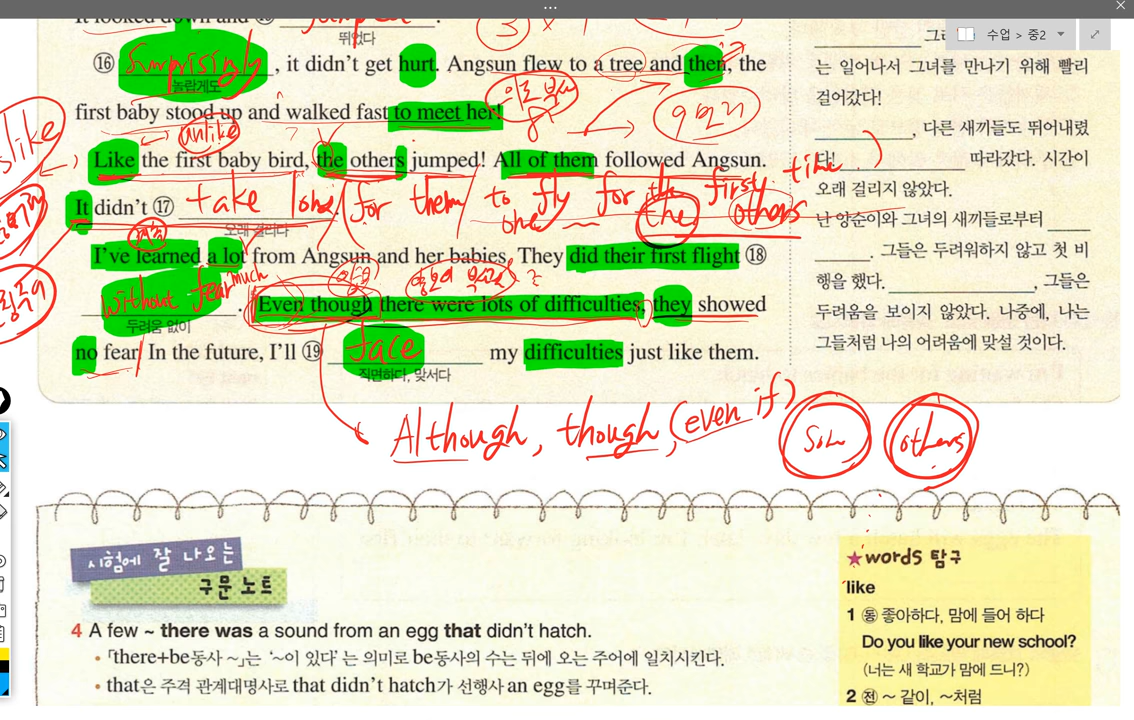 수업 > 중2
It looked down and
뛰었다
⑯ Surprisingly, it didn't get hurt. Angsun flew to a tree and then, the
놀랍게도
first baby stood up and walked fast to meet her!
의문 부사
9 번지
unlike
Like the first baby bird, the others jumped! All of them followed Angsun.
It didn't ⑰ take long for them to fly for the first time
오래 걸리다
one ~ the others
I've learned a lot from Angsun and her babies. They did their first flight ⑱
much
without fear. Even though there were lots of difficulties, they showed
두려움 없이
no fear. In the future, I'll ⑲ face my difficulties just like them.
직면하다, 맞서다
Although, though, (even if)
others
는 일어나서 그녀를 만나기 위해 빨리
걸어갔다!
, 다른 새끼들도 뛰어내렸
다! 따라갔다. 시간이
오래 걸리지 않았다.
난 앙순이와 그녀의 새끼들로부터
. 그들은 두려워하지 않고 첫 비
행을 했다. , 그들은
두려움을 보이지 않았다. 나중에, 나는
그들처럼 나의 어려움에 맞설 것이다.
시험에 잘 나오는
구문 노트
4 A few ~ there was a sound from an egg that didn't hatch.
• 「there+be동사 ~」는 '~이 있다' 는 의미로 be동사의 수는 뒤에 오는 주어에 일치시킨다.
• that은 주격 관계대명사로 that didn't hatch가 선행사 an egg를 꾸며준다.
★words 탐구
like
1 동 좋아하다, 맘에 들어 하다
Do you like your new school?
(너는 새 학교가 맘에 드니?)
2 전 ~ 같이, ~처럼